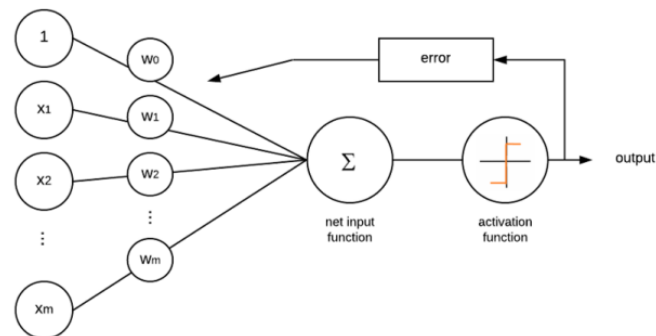 1
w₀
error
x₁
w₁
x₂
w₂
Σ
output
⋮
⋮
net input
function
activation
function
wₘ
xₘ